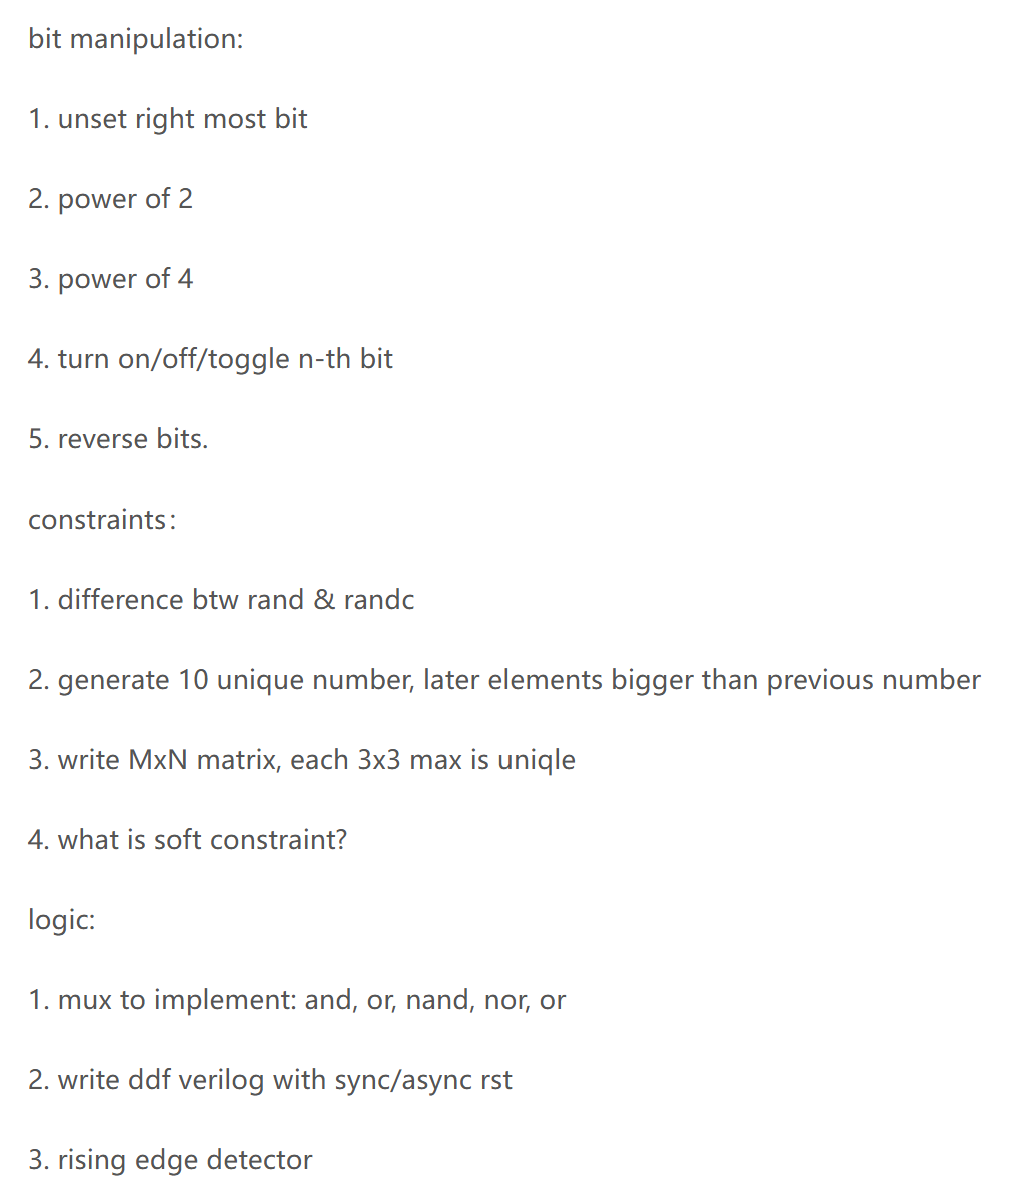 bit manipulation:
1. unset right most bit
2. power of 2
3. power of 4
4. turn on/off/toggle n-th bit
5. reverse bits.
constraints：
1. difference btw rand & randc
2. generate 10 unique number, later elements bigger than previous number
3. write MxN matrix, each 3x3 max is uniqle
4. what is soft constraint?
logic:
1. mux to implement: and, or, nand, nor, or
2. write ddf verilog with sync/async rst
3. rising edge detector